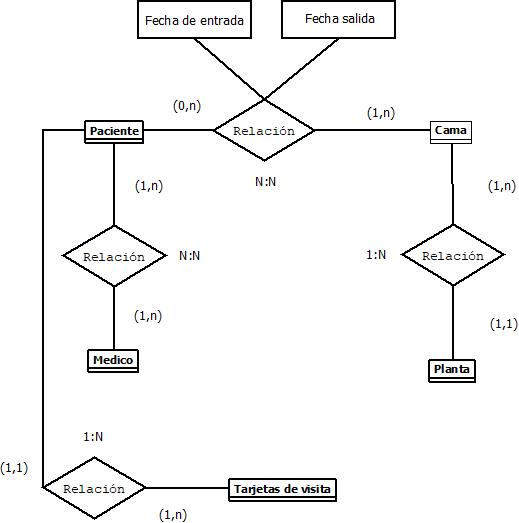 Fecha de entrada
Fecha salida
(0,n)
(1,n)
Paciente
Relación
Cama
N:N
(1,n)
(1,n)
Relación
N:N
1:N
Relación
(1,n)
(1,1)
Medico
Planta
1:N
(1,1)
Relación
Tarjetas de visita
(1,n)